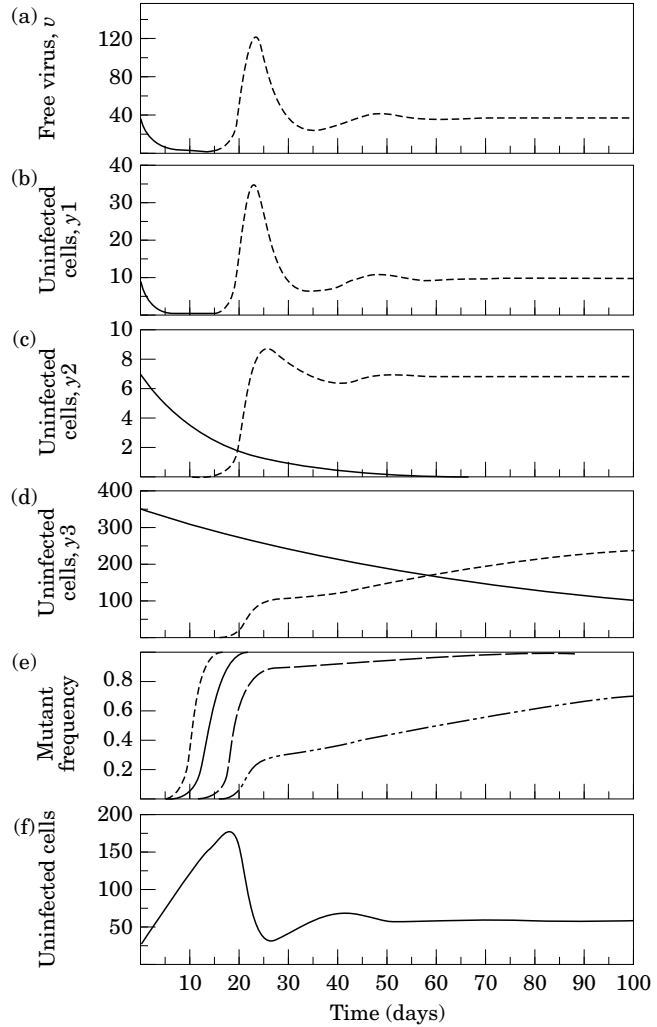 (a)
Free virus, v
120
80
40
(b)
Uninfected
cells, y1
40
30
20
10
(c)
Uninfected
cells, y2
10
8
6
4
2
(d)
Uninfected
cells, y3
400
300
200
100
(e)
Mutant
frequency
0.8
0.6
0.4
0.2
(f)
Uninfected cells
200
150
100
50
0 10 20 30 40 50 60 70 80 90 100
Time (days)